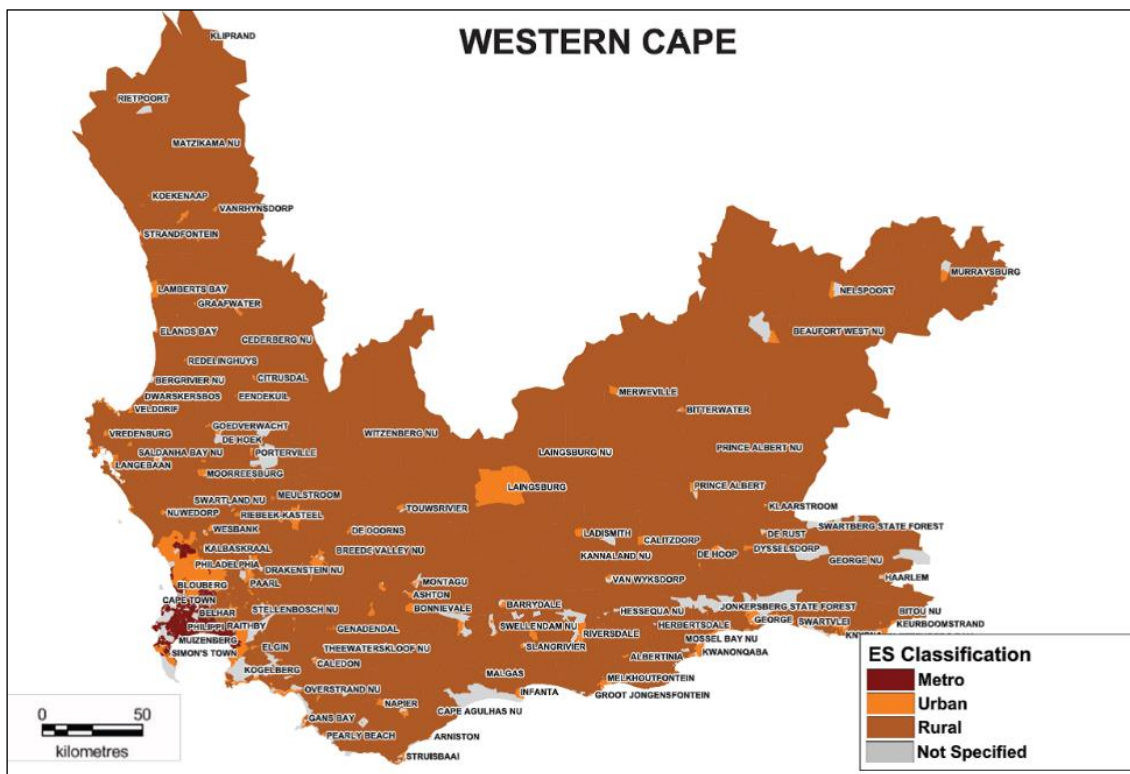 WESTERN CAPE
KLIPRAND
RIETPOORT
MATZIKAMA NU
KOEKENAAP
VANRHYNSDORP
STRANDFONTEIN
MURRAYSBURG
LAMBERTS BAY
NELSPOORT
GRAAFWATER
ELANDS BAY
BEAUFORT WEST NU
CEDERBERG NU
REDELINGHUYS
BERGRIVIER NU
CITRUSDAL
MERWEVILLE
DWARSKERSBOS
EENDEKUIL
VELDDRIF
BITTERWATER
GOEDVERWACHT
VREDENBURG
WITZENBERG NU
DE HOEK
PRINCE ALBERT NU
SALDANHA BAY NU
PORTERVILLE
LAINGSBURG NU
LANGEBAAN
MOORREESBURG
LAINGSBURG
PRINCE ALBERT
SWARTLAND NU
MEULSTROOM
KLAARSTROOM
TOUWSRIVIER
NUWEDORP
RIEBEEK-KASTEEL
SWARTBERG STATE FOREST
WESBANK
DE DOORNS
LADISMITH
DE RUST
CALITZDORP
KALBASKRAAL
BREEDE VALLEY NU
KANNALAND NU
DE HOOP
DYSSELSDORP
GEORGE NU
PHILADELPHIA
DRAKENSTEIN NU
HAARLEM
VAN WYKSDORP
BLOUBERG
PAARL
MONTAGU
ASHTON
CAPE TOWN
BARRYDALE
BONNIEVALE
BELHAR
STELLENBOSCH NU
HESSEQUA NU
JONKERSBERG STATE FOREST
BITOU NU
GEORGE
SWARTVLEI
KEURBOOMSTRAND
PHILIPPI
RAITHBY
GENADENDAL
SWELLENDAM NU
RIVERSDALE
HERBERTSDALE
MUIZENBERG
MOSSEL BAY NU
KNYSNA
ELGIN
THEEWATERSKLOOF NU
SLANGRIVIER
KWANONQABA
SIMON'S TOWN
CALEDON
ALBERTINIA
KOGELBERG
MALGAS
MELKHOUTFONTEIN
OVERSTRAND NU
INFANTA
GROOT JONGENSFONTEIN
NAPIER
CAPE AGULHAS NU
GANS BAY
PEARLY BEACH
ARNISTON
STRUISBAAI
ES Classification
Metro
Urban
Rural
Not Specified
0 50
kilometres